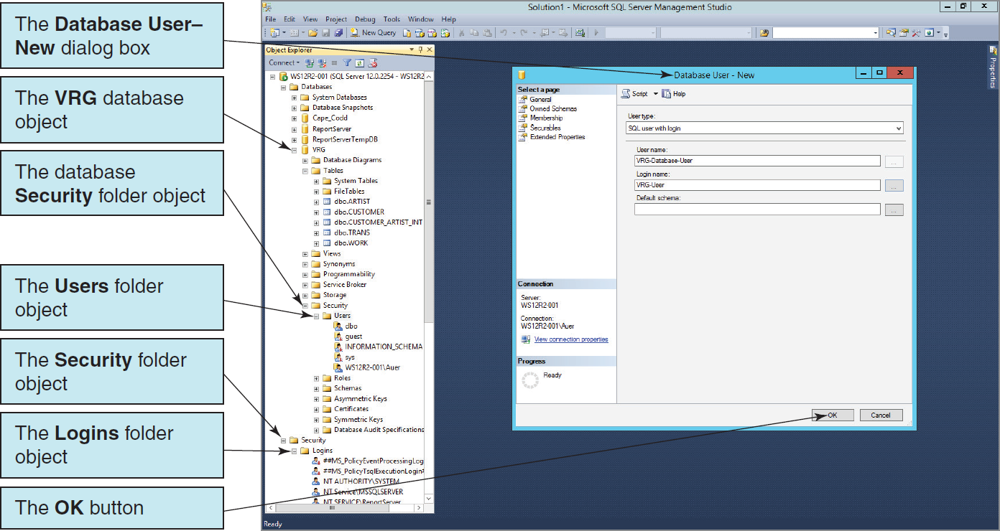 The Database User–
New dialog box
The VRG database
object
The database
Security folder object
The Users folder
object
The Security folder
object
The Logins folder
object
The OK button
Solution1 - Microsoft SQL Server Management Studio
File Edit View Project Debug Tools Window Help
New Query
Object Explorer
Connect
WS12R2-001 (SQL Server 12.0.2254 - WS12R2
Databases
System Databases
Database Snapshots
Cape_Codd
ReportServer
ReportServerTempDB
VRG
Database Diagrams
Tables
System Tables
FileTables
dbo.ARTIST
dbo.CUSTOMER
dbo.CUSTOMER_ARTIST_INT
dbo.TRANS
dbo.WORK
Views
Synonyms
Programmability
Service Broker
Storage
Security
Users
dbo
guest
INFORMATION_SCHEMA
sys
WS12R2-001\Auer
Roles
Schemas
Asymmetric Keys
Certificates
Symmetric Keys
Database Audit Specifications
Security
Logins
##MS_PolicyEventProcessingLog
##MS_PolicyTsqlExecutionLogin#
NT AUTHORITY\SYSTEM
NT Service\MSSQLSERVER
NT SERVICE\ReportServer
Ready
Properties
Database User - New
Select a page
General
Owned Schemas
Membership
Securables
Extended Properties
Script Help
User type:
SQL user with login
User name:
VRG-Database-User
...
Login name:
VRG-User
...
Default schema:
...
Connection
Server:
WS12R2-001
Connection:
WS12R2-001\Auer
View connection properties
Progress
Ready
OK
Cancel